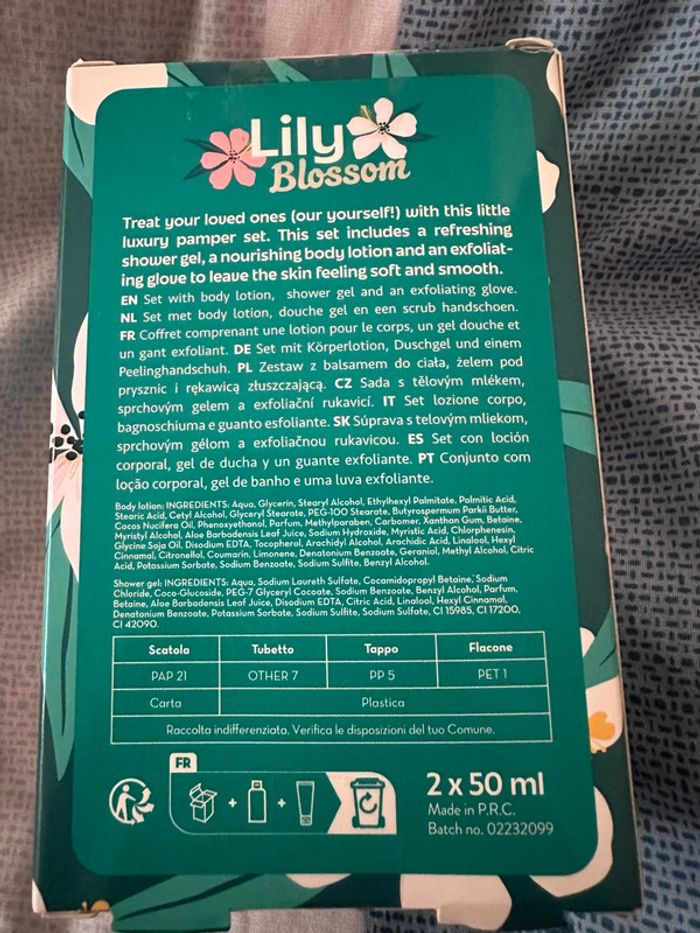 Lily
Blossom
Treat your loved ones (our yourself!) with this little
luxury pamper set. This set includes a refreshing
shower gel, a nourishing body lotion and an exfoliat-
ing glove to leave the skin feeling soft and smooth.
EN Set with body lotion, shower gel and an exfoliating glove.
NL Set met body lotion, douche gel en een scrub handschoen.
FR Coffret comprenant une lotion pour le corps, un gel douche et
un gant exfoliant. DE Set mit Körperlotion, Duschgel und einem
Peelinghandschuh. PL Zestaw z balsamem do ciała, żelem pod
prysznic i rękawicą złuszczającą. CZ Sada s tělovým mlékem,
sprchovým gelem a exfoliační rukavicí. IT Set lozione corpo,
bagnoschiuma e guanto esfoliante. SK Súprava s telovým mliekom,
sprchovým gélom a exfoliačnou rukavicou. ES Set con loción
corporal, gel de ducha y un guante exfoliante. PT Conjunto com
loção corporal, gel de banho e uma luva exfoliante.
Body lotion: INGREDIENTS: Aqua, Glycerin, Stearyl Alcohol, Ethylhexyl Palmitate, Palmitic Acid,
Stearic Acid, Cetyl Alcohol, Glyceryl Stearate, PEG-100 Stearate, Butyrospermum Parkii Butter,
Cocos Nucifera Oil, Phenoxyethanol, Parfum, Methylparaben, Carbomer, Xanthan Gum, Betaine,
Myristyl Alcohol, Aloe Barbadensis Leaf Juice, Sodium Hydroxide, Myristic Acid, Chlorphenesin,
Glycine Soja Oil, Disodium EDTA, Tocopherol, Arachidyl Alcohol, Arachidic Acid, Linalool, Hexyl
Cinnamal, Citronellol, Coumarin, Limonene, Denatonium Benzoate, Geraniol, Methyl Alcohol, Citric
Acid, Potassium Sorbate, Sodium Benzoate, Sodium Sulfite, Benzyl Alcohol.
Shower gel: INGREDIENTS: Aqua, Sodium Laureth Sulfate, Cocamidopropyl Betaine, Sodium
Chloride, Coco-Glucoside, PEG-7 Glyceryl Cocoate, Sodium Benzoate, Benzyl Alcohol, Parfum,
Betaine, Aloe Barbadensis Leaf Juice, Disodium EDTA, Citric Acid, Linalool, Hexyl Cinnamal,
Denatonium Benzoate, Potassium Sorbate, Sodium Sulfite, Sodium Sulfate, CI 15985, CI 17200,
CI 42090.
Scatola Tubetto Tappo Flacone
PAP 21 OTHER 7 PP 5 PET 1
Carta Plastica
Raccolta indifferenziata. Verifica le disposizioni del tuo Comune.
FR
2 x 50 ml
Made in P.R.C.
Batch no. 02232099